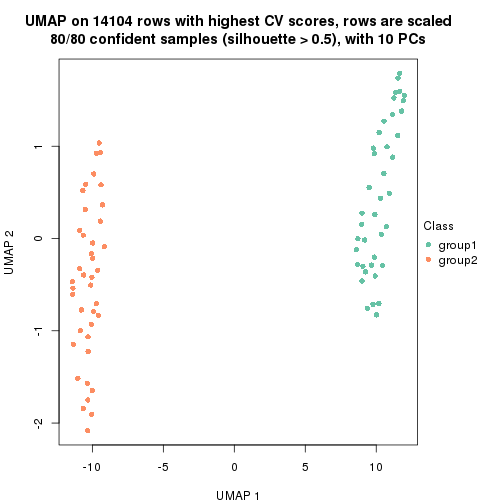 UMAP on 14104 rows with highest CV scores, rows are scaled
80/80 confident samples (silhouette > 0.5), with 10 PCs
1
0
-1
-2
UMAP 2
Class
group1
group2
-10
-5
0
5
10
UMAP 1